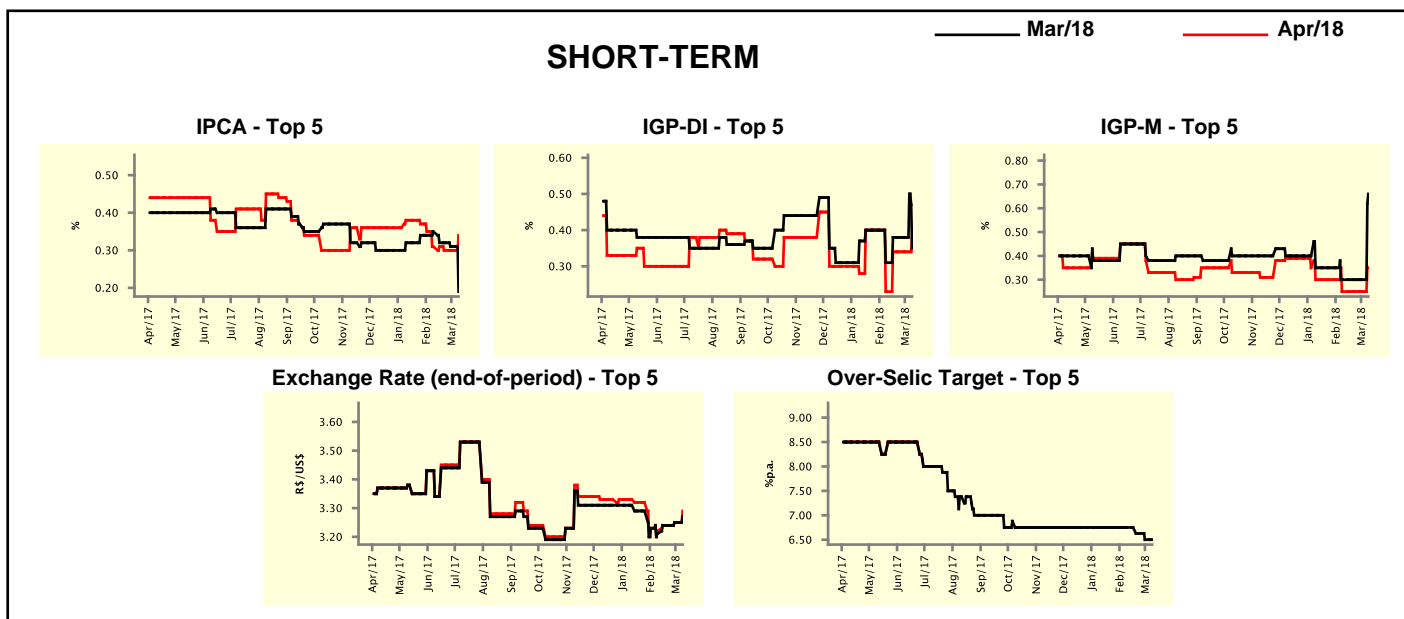 Mar/18 Apr/18
SHORT-TERM
IPCA - Top 5
0.50
0.40
0.30
0.20
%
Apr/17 May/17 Jun/17 Jul/17 Aug/17 Sep/17 Oct/17 Nov/17 Dec/17 Jan/18 Feb/18 Mar/18
IGP-DI - Top 5
0.60
0.50
0.40
0.30
%
Apr/17 May/17 Jun/17 Jul/17 Aug/17 Sep/17 Oct/17 Nov/17 Dec/17 Jan/18 Feb/18 Mar/18
IGP-M - Top 5
0.80
0.70
0.60
0.50
0.40
0.30
%
Apr/17 May/17 Jun/17 Jul/17 Aug/17 Sep/17 Oct/17 Nov/17 Dec/17 Jan/18 Feb/18 Mar/18
Exchange Rate (end-of-period) - Top 5
3.60
3.50
3.40
3.30
3.20
R$/US$
Apr/17 May/17 Jun/17 Jul/17 Aug/17 Sep/17 Oct/17 Nov/17 Dec/17 Jan/18 Feb/18 Mar/18
Over-Selic Target - Top 5
9.00
8.50
8.00
7.50
7.00
6.50
%p.a.
Apr/17 May/17 Jun/17 Jul/17 Aug/17 Sep/17 Oct/17 Nov/17 Dec/17 Jan/18 Feb/18 Mar/18